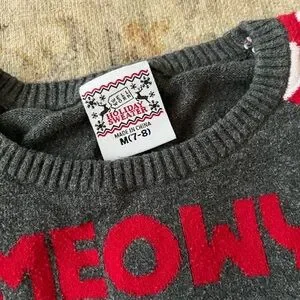 HOLIDAY
SWEATER
M(7-8)
MADE IN CHINA
MEOWY